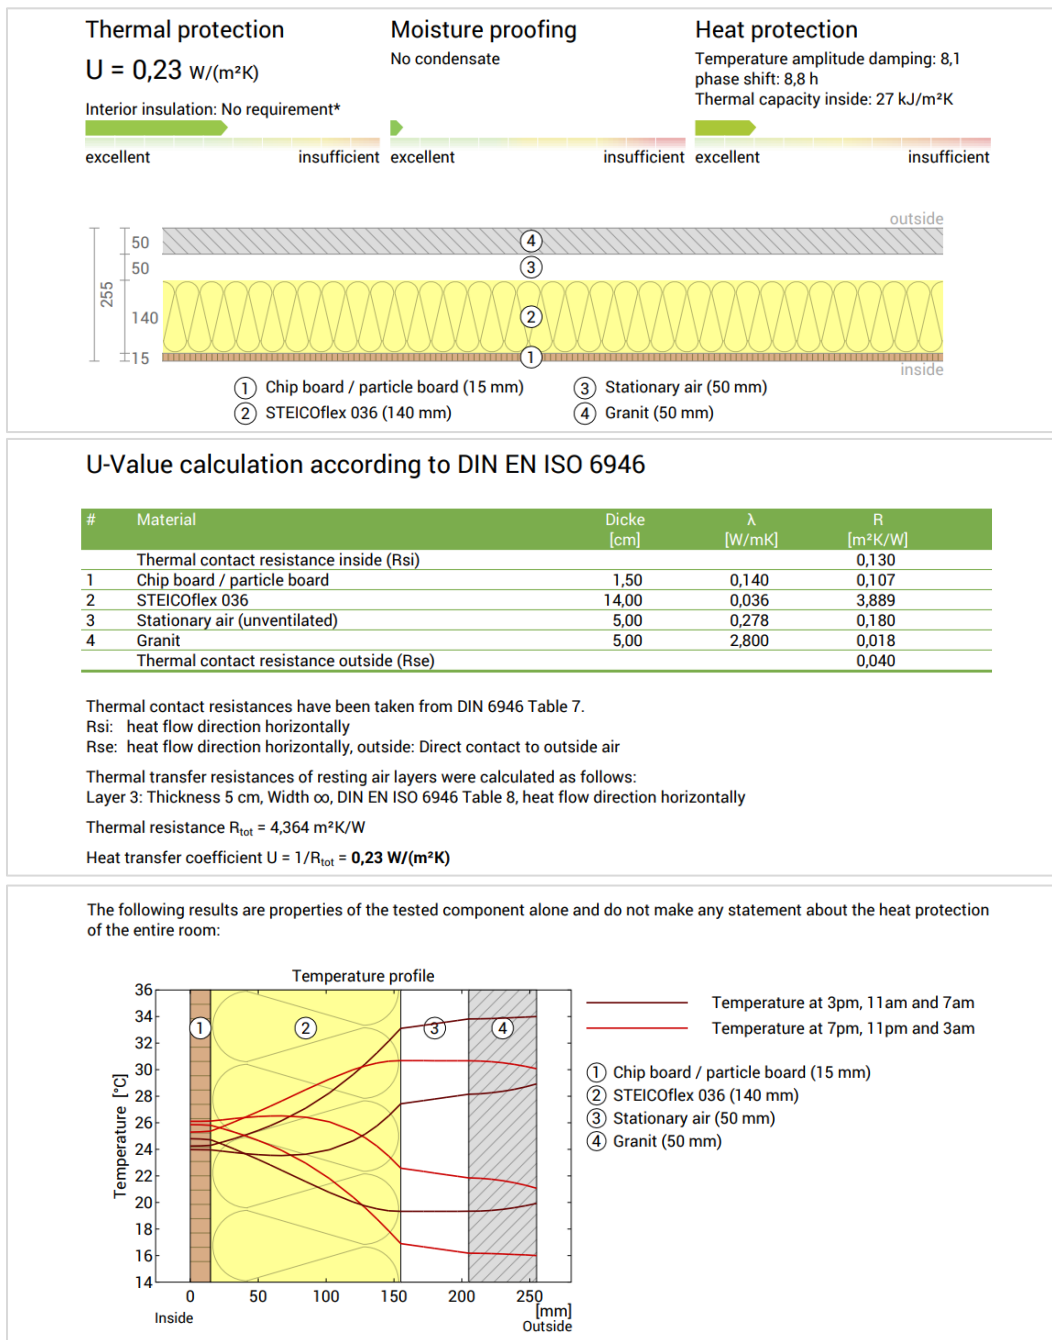 Thermal protection
U = 0,23 W/(m²K)
Interior insulation: No requirement*
excellent insufficient
Moisture proofing
No condensate
excellent insufficient
Heat protection
Temperature amplitude damping: 8,1
phase shift: 8,8 h
Thermal capacity inside: 27 kJ/m²K
excellent insufficient
outside
50
50
255
140
15
4
3
2
1
inside
1 Chip board / particle board (15 mm)
2 STEICOflex 036 (140 mm)
3 Stationary air (50 mm)
4 Granit (50 mm)
U-Value calculation according to DIN EN ISO 6946
# Material Dicke λ R
[cm] [W/mK] [m²K/W]
Thermal contact resistance inside (Rsi) 0,130
1 Chip board / particle board 1,50 0,140 0,107
2 STEICOflex 036 14,00 0,036 3,889
3 Stationary air (unventilated) 5,00 0,278 0,180
4 Granit 5,00 2,800 0,018
Thermal contact resistance outside (Rse) 0,040
Thermal contact resistances have been taken from DIN 6946 Table 7.
Rsi: heat flow direction horizontally
Rse: heat flow direction horizontally, outside: Direct contact to outside air
Thermal transfer resistances of resting air layers were calculated as follows:
Layer 3: Thickness 5 cm, Width ∞, DIN EN ISO 6946 Table 8, heat flow direction horizontally
Thermal resistance Rtot = 4,364 m²K/W
Heat transfer coefficient U = 1/Rtot = 0,23 W/(m²K)
The following results are properties of the tested component alone and do not make any statement about the heat protection
of the entire room:
Temperature profile
Temperature [°C]
36
34
32
30
28
26
24
22
20
18
16
14
1 2 3 4
0 50 100 150 200 250
[mm]
Inside Outside
Temperature at 3pm, 11am and 7am
Temperature at 7pm, 11pm and 3am
1 Chip board / particle board (15 mm)
2 STEICOflex 036 (140 mm)
3 Stationary air (50 mm)
4 Granit (50 mm)